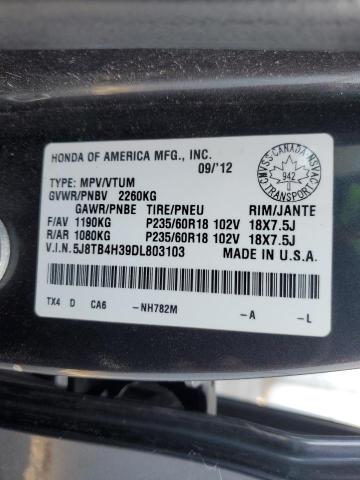 HONDA OF AMERICA MFG., INC.
09/'12
TYPE: MPV/VTUM
GVWR/PNBV 2260KG
GAWR/PNBE TIRE/PNEU RIM/JANTE
F/AV 1190KG P235/60R18 102V 18X7.5J
R/AR 1080KG P235/60R18 102V 18X7.5J
V.I.N. 5J8TB4H39DL803103 MADE IN U.S.A.
TX4 D CA6 -NH782M -A -L
CMVSS CANADA NSVAC
942
TRANSPORT